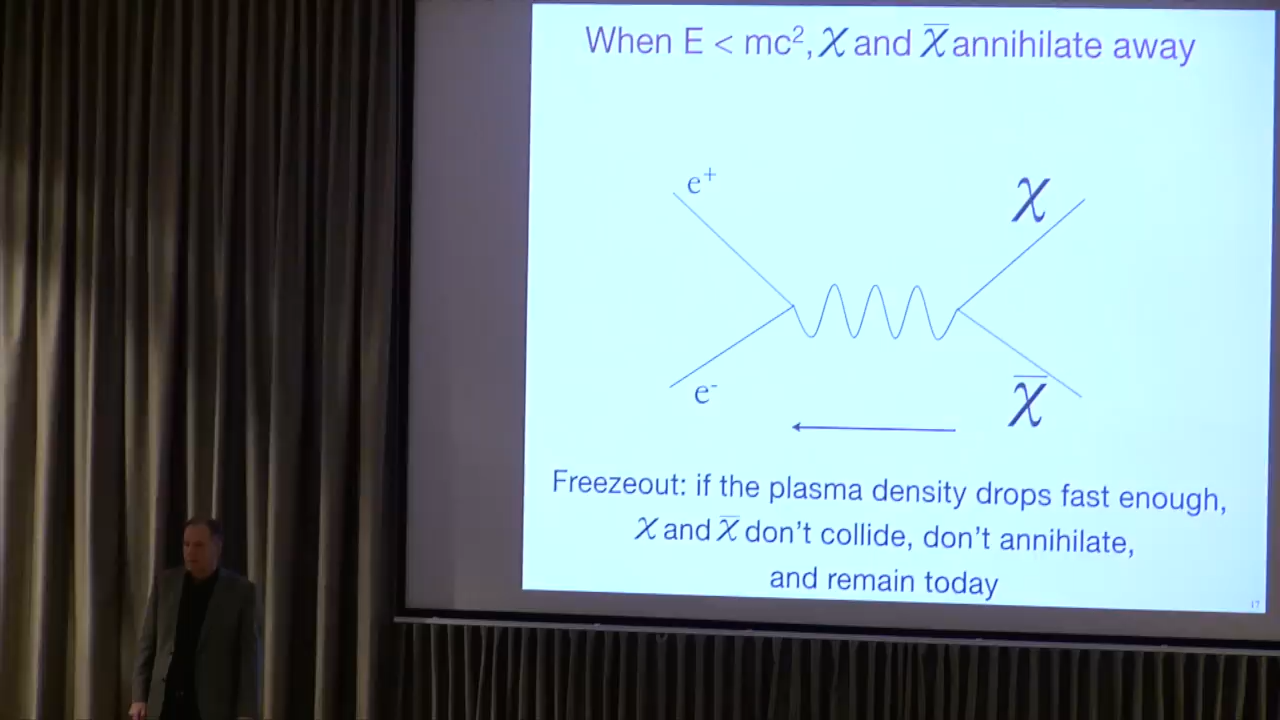 When E < mc², χ and χ̅ annihilate away
e⁺
χ
e⁻
χ̅
Freezeout: if the plasma density drops fast enough,
χ and χ̅ don't collide, don't annihilate,
and remain today
17